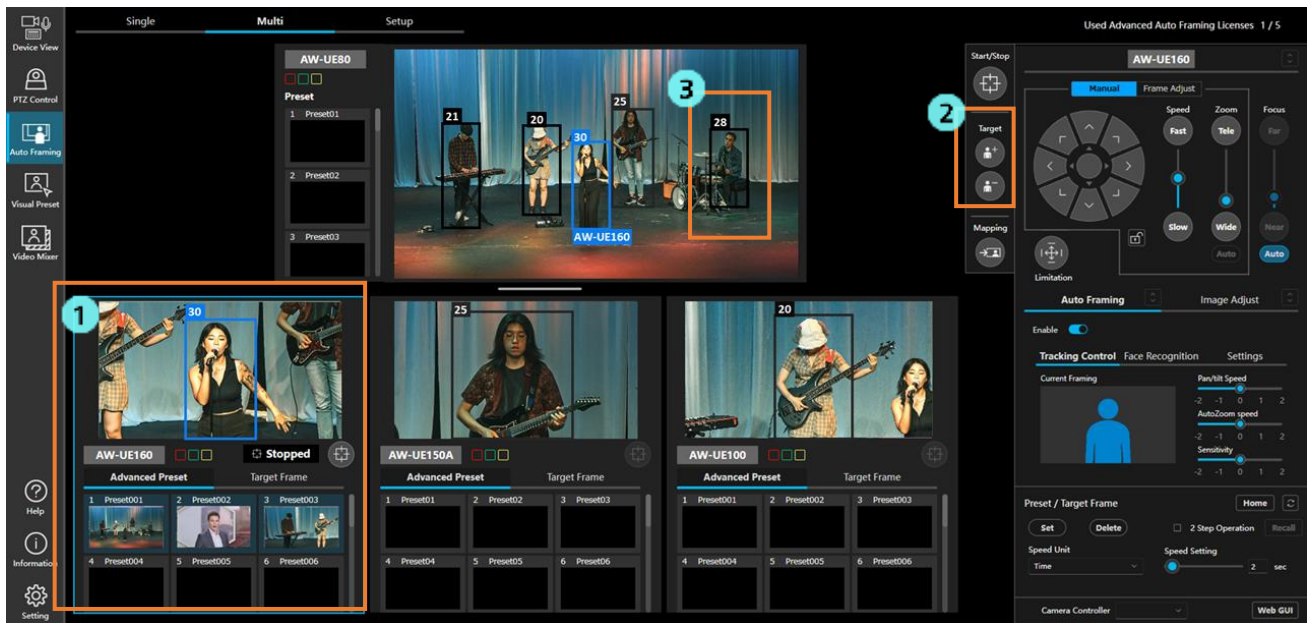 Single Multi Setup
Used Advanced Auto Framing Licenses 1 / 5
Device View
PTZ Control
Auto Framing
Visual Preset
Video Mixer
Help
Information
Setting
AW-UE80
Preset
1 Preset01
2 Preset02
3 Preset03
21
20
30
25
28
AW-UE160
3
2
Start/Stop
Target
Mapping
1
30
AW-UE160
Stopped
Advanced Preset Target Frame
1 Preset001 2 Preset002 3 Preset003
4 Preset004 5 Preset005 6 Preset006
25
AW-UE150A
Advanced Preset Target Frame
1 Preset01 2 Preset02 3 Preset03
4 Preset04 5 Preset05 6 Preset06
20
AW-UE100
Advanced Preset Target Frame
1 Preset001 2 Preset002 3 Preset003
4 Preset004 5 Preset005 6 Preset006
AW-UE160
Manual Frame Adjust
Speed Zoom Focus
Fast Tele Far
Slow Wide Near
Auto Auto
Limitation
Auto Framing Image Adjust
Enable
Tracking Control Face Recognition Settings
Current Framing Pan/tilt Speed
-2 -1 0 1 2
AutoZoom speed
-2 -1 0 1 2
Sensitivity
-2 -1 0 1 2
Preset / Target Frame Home
Set Delete 2 Step Operation Recall
Speed Unit Speed Setting
Time 2 sec
Camera Controller Web GUI